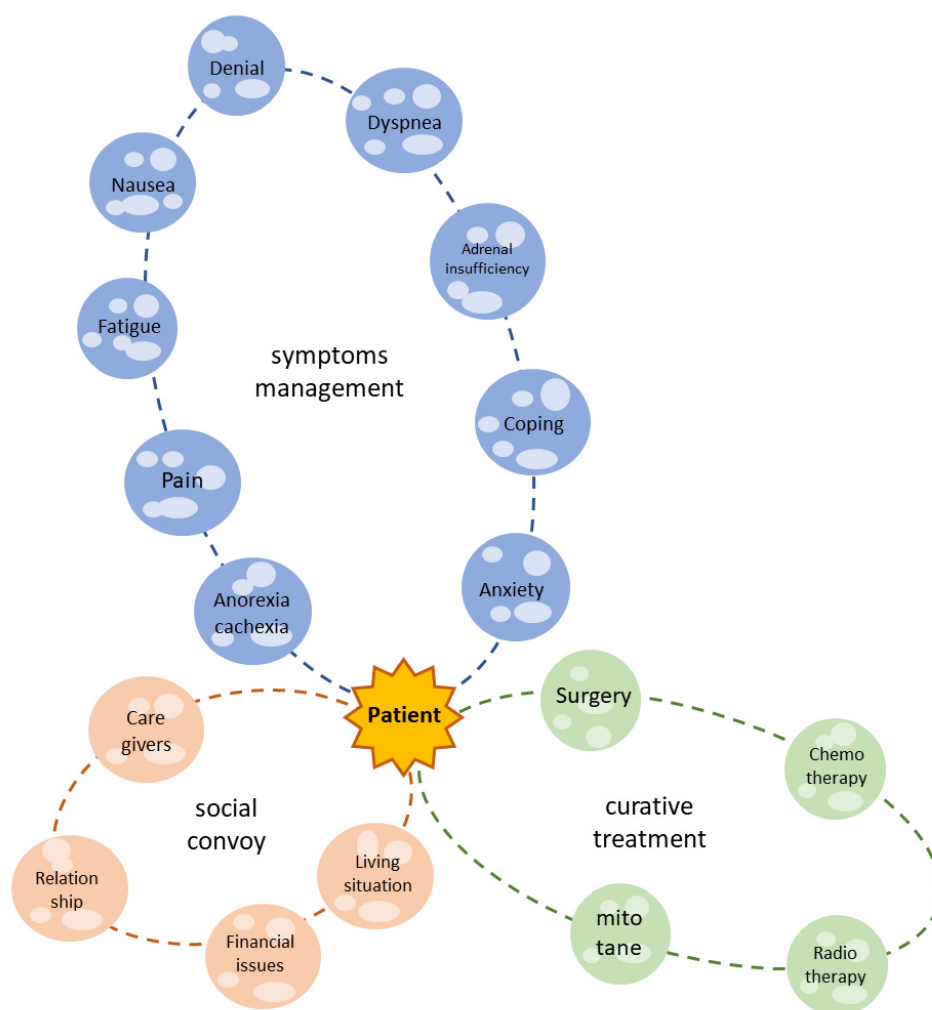 Denial
Dyspnea
Nausea
Adrenal
insufficiency
Fatigue
symptoms
management
Coping
Pain
Anxiety
Anorexia
cachexia
Patient
Surgery
Care
givers
Chemo
therapy
social
convoy
curative
treatment
Living
situation
Relation
ship
mito
tane
Financial
issues
Radio
therapy